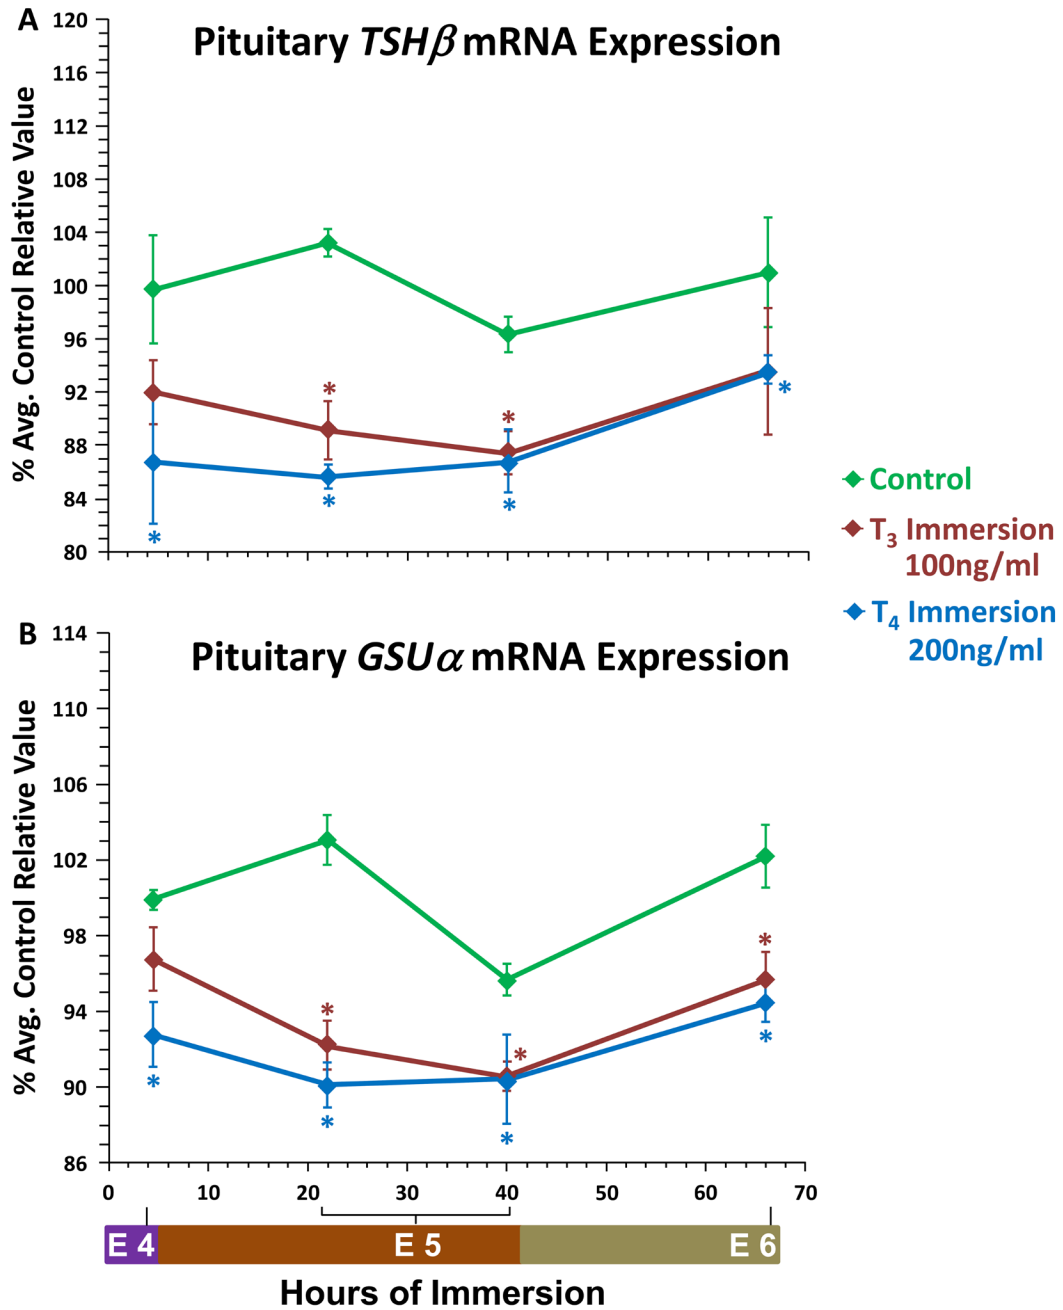 A
Pituitary TSHβ mRNA Expression
% Avg. Control Relative Value
120
116
112
108
104
100
96
92
88
84
80
*
*
*
*
*
*
Control
T3 Immersion
100ng/ml
T4 Immersion
200ng/ml
B
Pituitary GSUα mRNA Expression
% Avg. Control Relative Value
114
110
106
102
98
94
90
86
*
*
*
*
*
*
*
0 10 20 30 40 50 60 70
E 4 E 5 E 6
Hours of Immersion